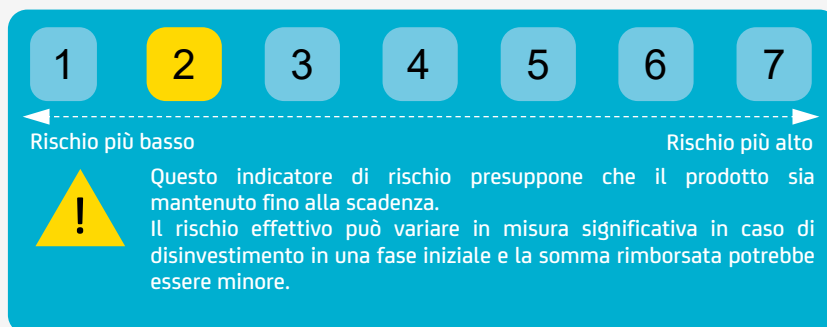 1 2 3 4 5 6 7
Rischio più basso Rischio più alto
!
Questo indicatore di rischio presuppone che il prodotto sia
mantenuto fino alla scadenza.
Il rischio effettivo può variare in misura significativa in caso di
disinvestimento in una fase iniziale e la somma rimborsata potrebbe
essere minore.